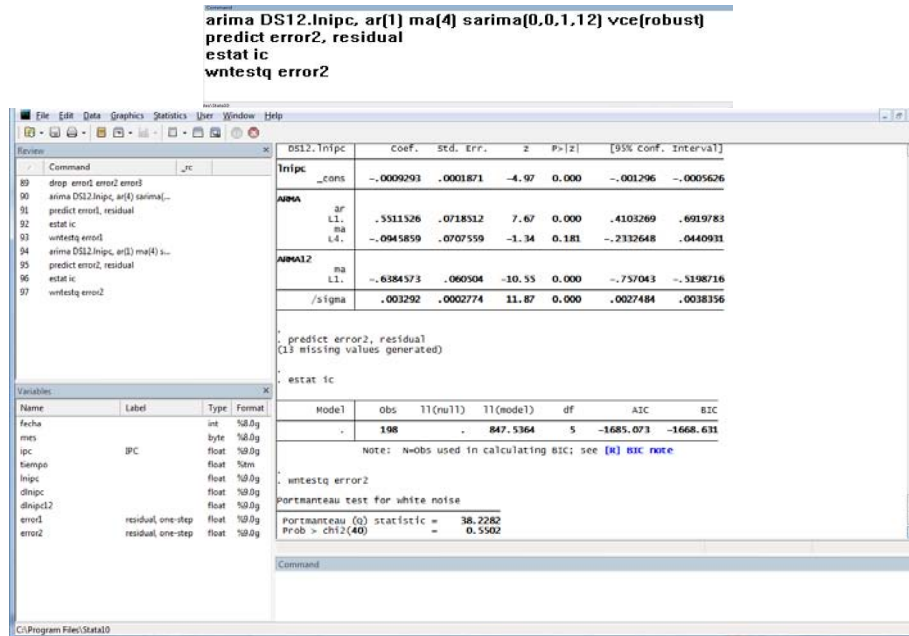 Command
arima DS12.lnipc, ar(1) ma(4) sarima(0,0,1,12) vce(robust)
predict error2, residual
estat ic
wntestq error2
File Edit Data Graphics Statistics User Window Help
Review
Command _rc
89 drop error1 error2 error3
90 arima DS12.lnipc, ar(4) sarima(...
91 predict error1, residual
92 estat ic
93 wntestq error1
94 arima DS12.lnipc, ar(1) ma(4) s...
95 predict error2, residual
96 estat ic
97 wntestq error2
Variables
Name Label Type Format
fecha int %8.0g
mes byte %8.0g
ipc IPC float %9.0g
tiempo float %tm
lnipc float %9.0g
dlnipc float %9.0g
dlnipc12 float %9.0g
error1 residual, one-step float %9.0g
error2 residual, one-step float %9.0g
DS12.lnipc Coef. Std. Err. z P>|z| [95% Conf. Interval]
lnipc
_cons -.0009293 .0001871 -4.97 0.000 -.001296 -.0005626
ARMA
ar
L1. .5511526 .0718512 7.67 0.000 .4103269 .6919783
ma
L4. -.0945859 .0707559 -1.34 0.181 -.2332648 .0440931
ARMA12
ma
L1. -.6384573 .060504 -10.55 0.000 -.757043 -.5198716
/sigma .003292 .0002774 11.87 0.000 .0027484 .0038356
.
. predict error2, residual
(13 missing values generated)
.
. estat ic
Model Obs ll(null) ll(model) df AIC BIC
. 198 . 847.5364 5 -1685.073 -1668.631
Note: N=Obs used in calculating BIC; see [R] BIC note
. wntestq error2
Portmanteau test for white noise
Portmanteau (Q) statistic = 38.2282
Prob > chi2(40) = 0.5502
Command
C:\Program Files\Stata10